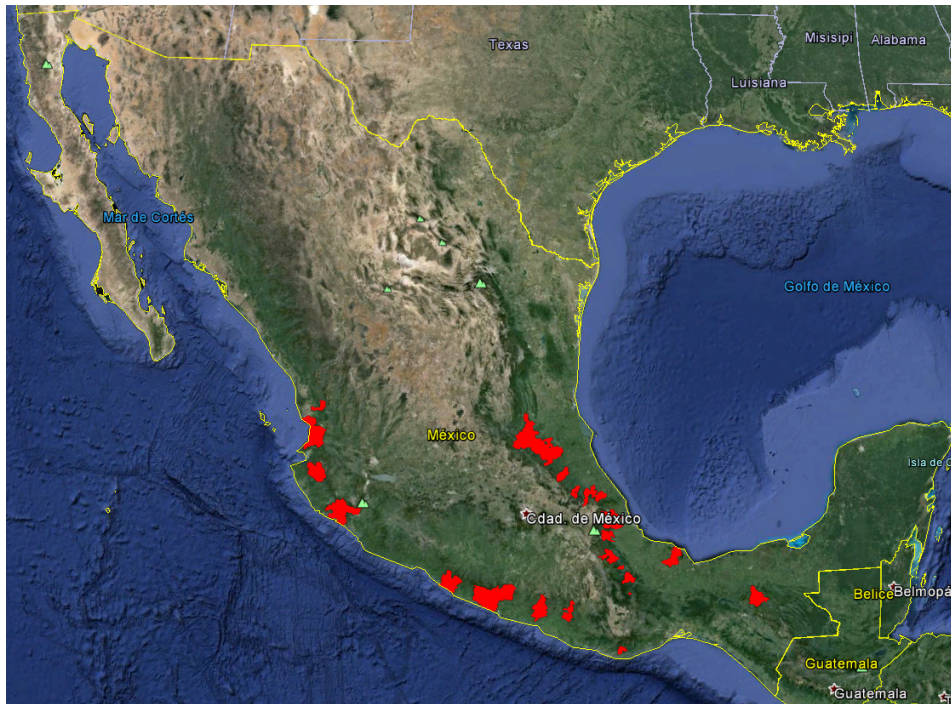 Texas
Misisipi
Alabama
Luisiana
Mar de Cortés
Golfo de México
México
Isla de C
Cdad. de México
Belice
Belmopá
Guatemala
Guatemala